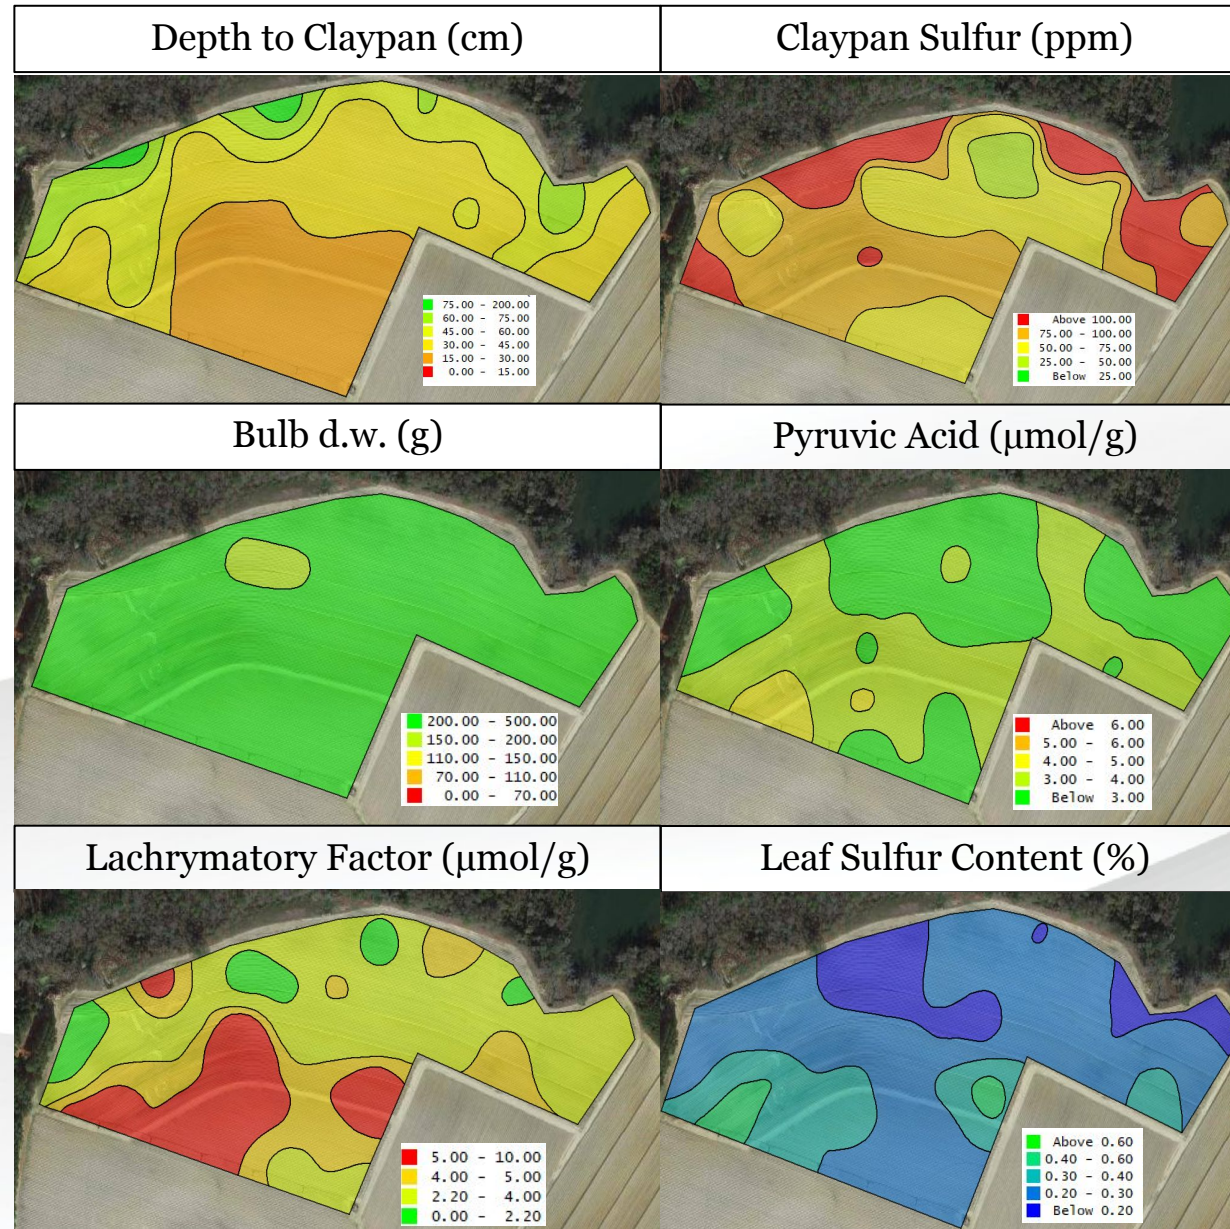 Depth to Claypan (cm)
Claypan Sulfur (ppm)
75.00 - 200.00
60.00 - 75.00
45.00 - 60.00
30.00 - 45.00
15.00 - 30.00
0.00 - 15.00
Above 100.00
75.00 - 100.00
50.00 - 75.00
25.00 - 50.00
Below 25.00
Bulb d.w. (g)
Pyruvic Acid (μmol/g)
200.00 - 500.00
150.00 - 200.00
110.00 - 150.00
70.00 - 110.00
0.00 - 70.00
Above 6.00
5.00 - 6.00
4.00 - 5.00
3.00 - 4.00
Below 3.00
Lachrymatory Factor (μmol/g)
Leaf Sulfur Content (%)
5.00 - 10.00
4.00 - 5.00
2.20 - 4.00
0.00 - 2.20
Above 0.60
0.40 - 0.60
0.30 - 0.40
0.20 - 0.30
Below 0.20